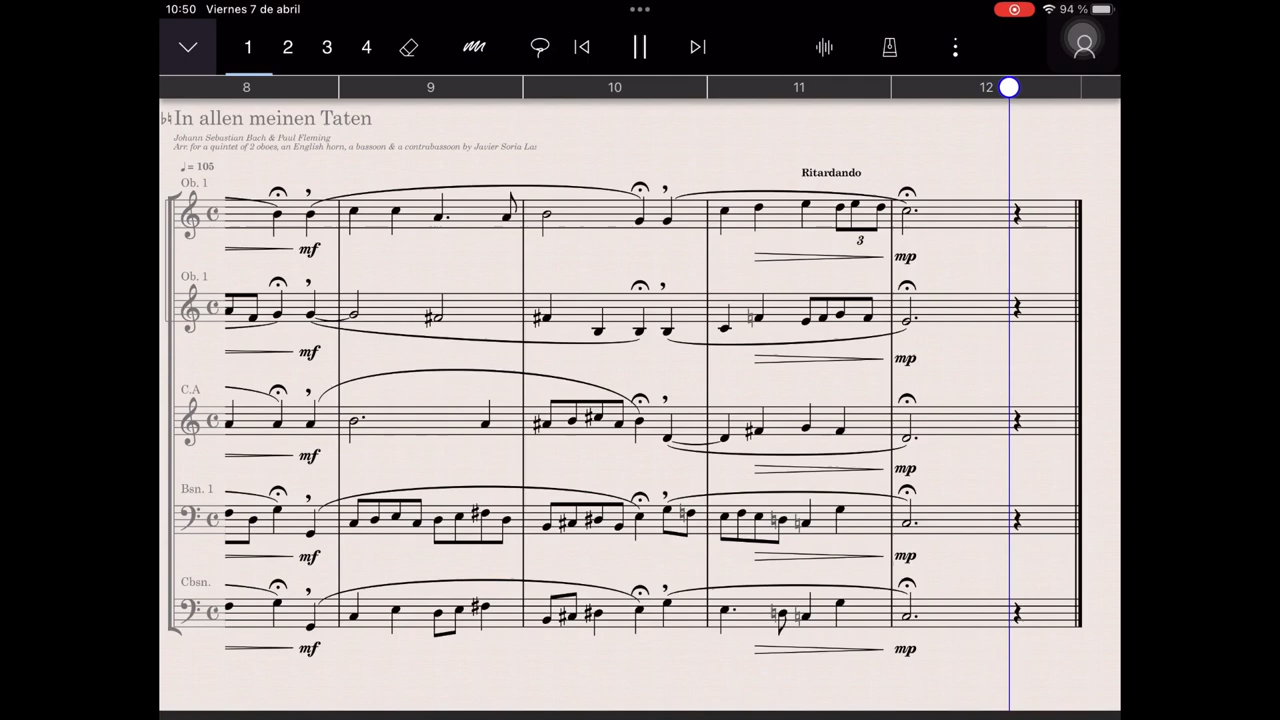 10:50 Viernes 7 de abril 94 %
1 2 3 4
8 9 10 11 12
In allen meinen Taten
Johann Sebastian Bach & Paul Fleming
Arr. for a quintet of 2 oboes, an English horn, a bassoon & a contrabassoon by Javier Soria Las
= 105
Ritardando
Ob. 1
3
mf mp
Ob. 1
mf mp
C.A
mf mp
Bsn. 1
mf mp
Cbsn.
mf mp